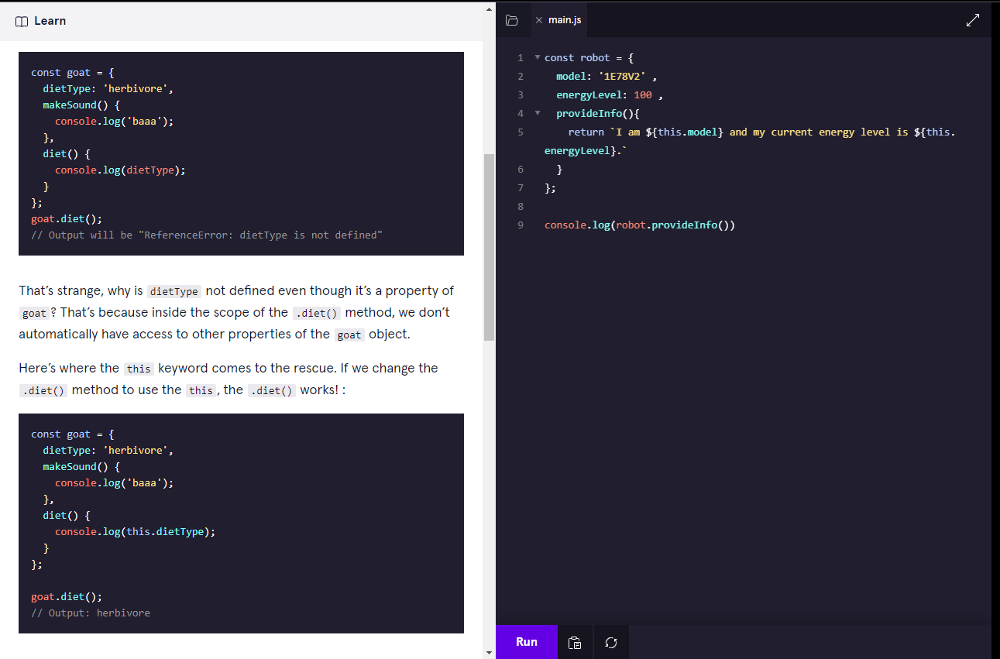 Learn
const goat = {
  dietType: 'herbivore',
  makeSound() {
    console.log('baaa');
  },
  diet() {
    console.log(dietType);
  }
};
goat.diet();
// Output will be "ReferenceError: dietType is not defined"
That’s strange, why is dietType not defined even though it’s a property of
goat? That’s because inside the scope of the .diet() method, we don’t
automatically have access to other properties of the goat object.
Here’s where the this keyword comes to the rescue. If we change the
.diet() method to use the this, the .diet() works! :
const goat = {
  dietType: 'herbivore',
  makeSound() {
    console.log('baaa');
  },
  diet() {
    console.log(this.dietType);
  }
};
goat.diet();
// Output: herbivore
main.js
1 const robot = {
2   model: '1E78V2' ,
3   energyLevel: 100 ,
4   provideInfo(){
5     return `I am ${this.model} and my current energy level is ${this.
energyLevel}.`
6   }
7 };
8
9 console.log(robot.provideInfo())
Run